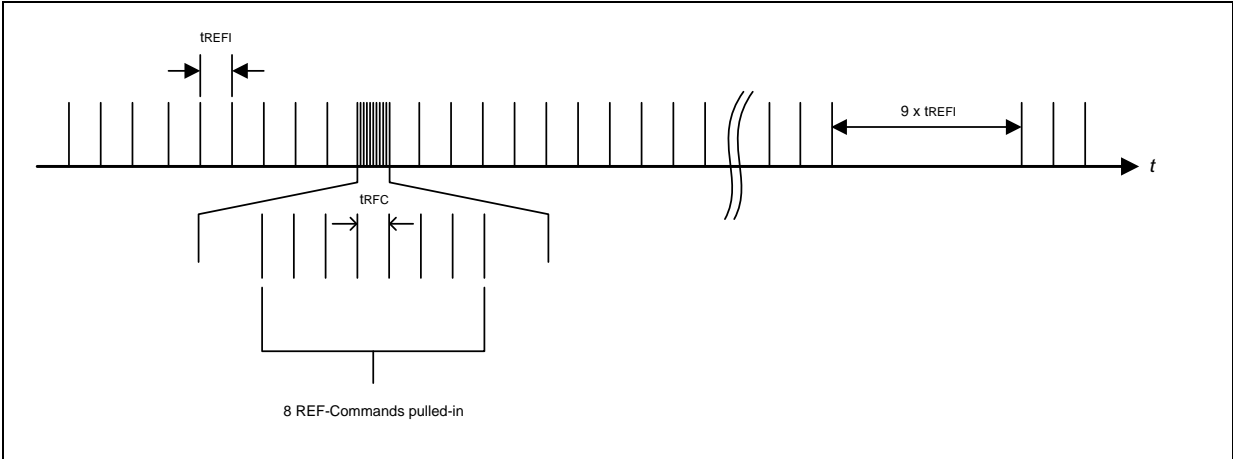 tREFI
9 x tREFI
t
tRFC
8 REF-Commands pulled-in